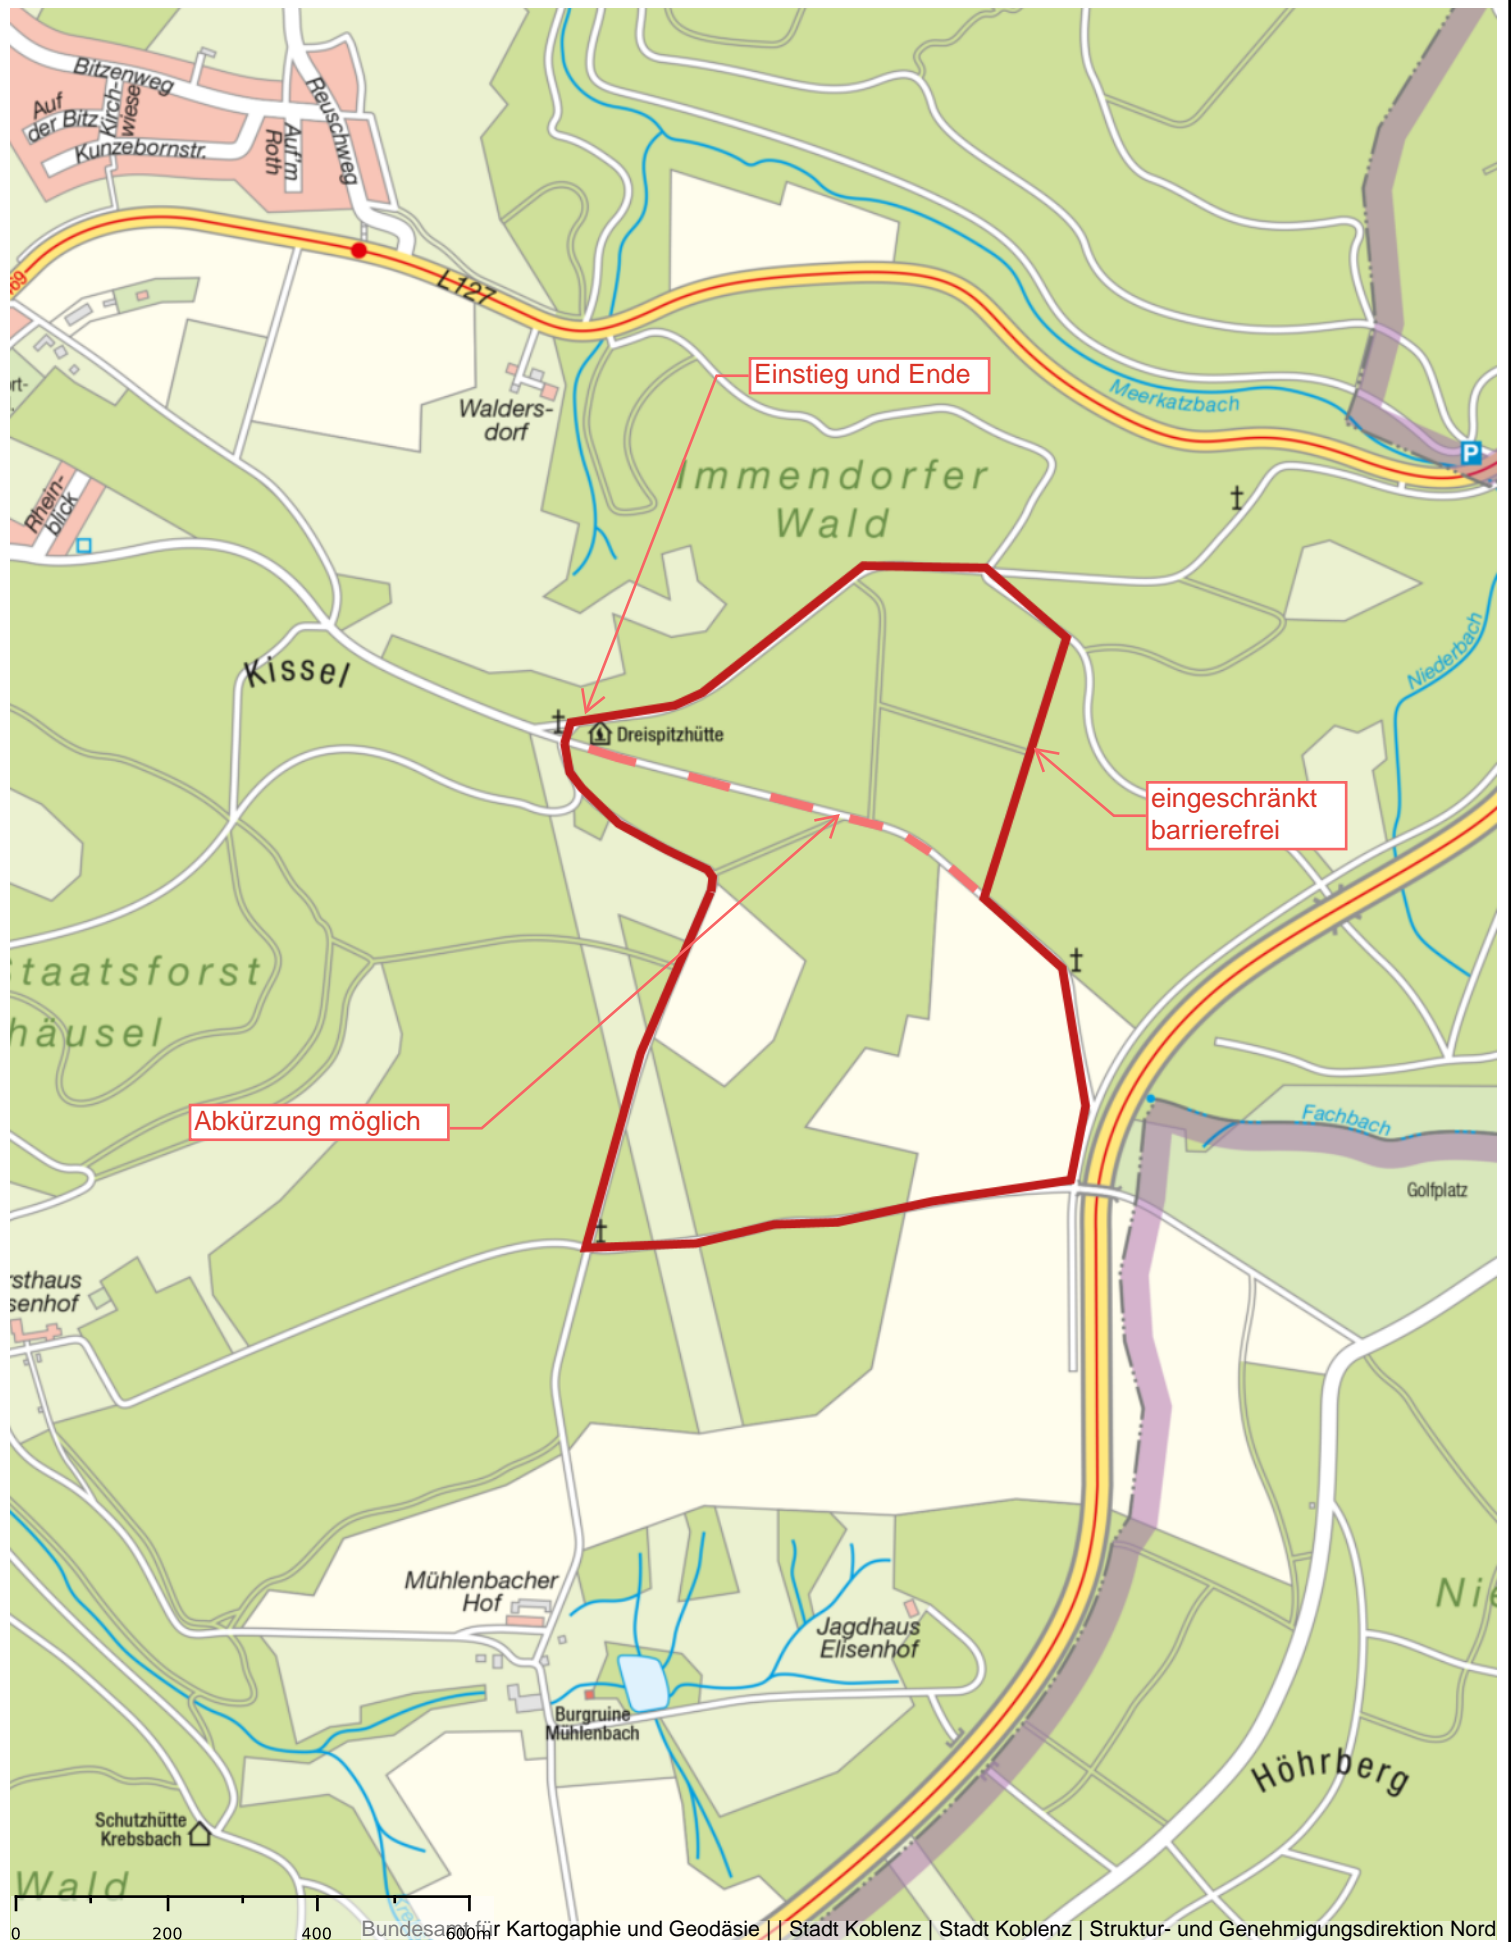 Bitzenweg
Auf
der Bitz
Kirch-
wiese
Kunzebornstr.
Auf'm
Roth
Reuschweg
L127
Walders-
dorf
Rhein-
blick
Einstieg und Ende
Meerkatzbach
P
Immendorfer
Wald
Niederbach
Kissel
Dreispitzhütte
eingeschränkt
barrierefrei
taatsforst
häusel
Abkürzung möglich
Fachbach
Golfplatz
rsthaus
senhof
Mühlenbacher
Hof
Jagdhaus
Elisenhof
Burgruine
Mühlenbach
Nie
Höhrberg
Schutzhütte
Krebsbach
Wald
0 200 400 600m
Bundesamt für Kartogaphie und Geodäsie | | Stadt Koblenz | Stadt Koblenz | Struktur- und Genehmigungsdirektion Nord